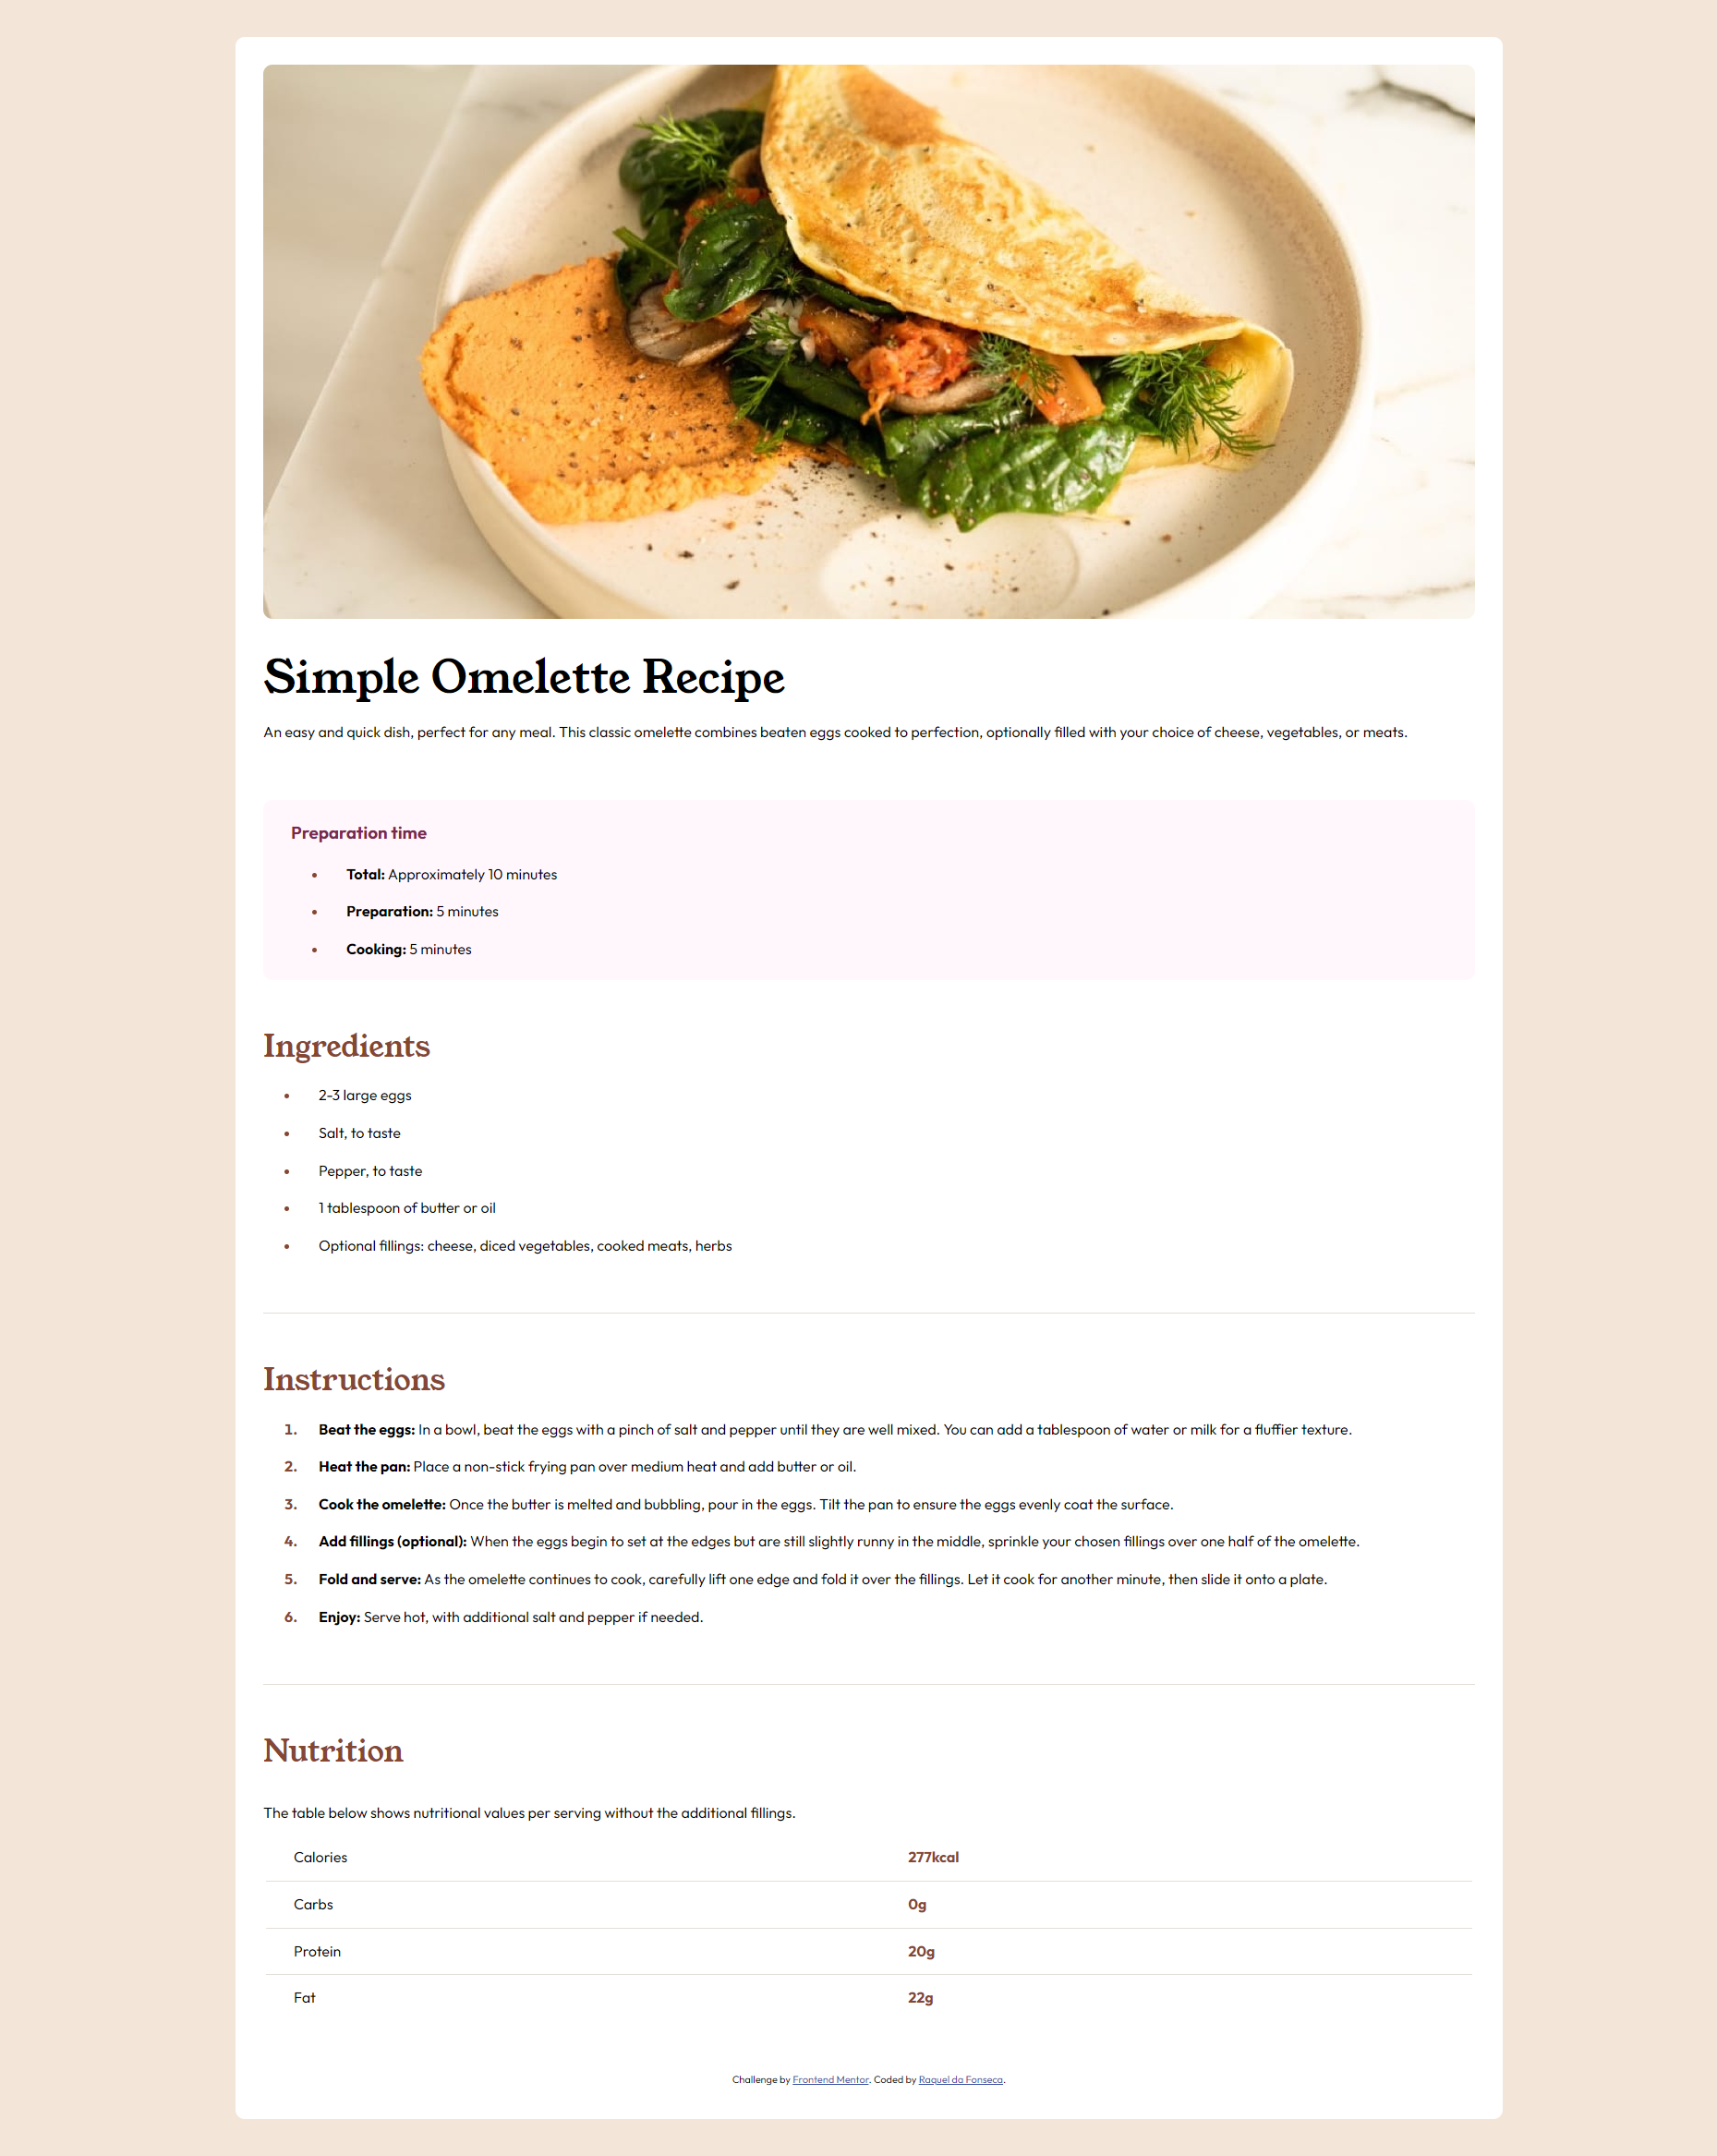 Simple Omelette Recipe
An easy and quick dish, perfect for any meal. This classic omelette combines beaten eggs cooked to perfection, optionally filled with your choice of cheese, vegetables, or meats.
Preparation time
• Total: Approximately 10 minutes
• Preparation: 5 minutes
• Cooking: 5 minutes
Ingredients
• 2-3 large eggs
• Salt, to taste
• Pepper, to taste
• 1 tablespoon of butter or oil
• Optional fillings: cheese, diced vegetables, cooked meats, herbs
Instructions
1. Beat the eggs: In a bowl, beat the eggs with a pinch of salt and pepper until they are well mixed. You can add a tablespoon of water or milk for a fluffier texture.
2. Heat the pan: Place a non-stick frying pan over medium heat and add butter or oil.
3. Cook the omelette: Once the butter is melted and bubbling, pour in the eggs. Tilt the pan to ensure the eggs evenly coat the surface.
4. Add fillings (optional): When the eggs begin to set at the edges but are still slightly runny in the middle, sprinkle your chosen fillings over one half of the omelette.
5. Fold and serve: As the omelette continues to cook, carefully lift one edge and fold it over the fillings. Let it cook for another minute, then slide it onto a plate.
6. Enjoy: Serve hot, with additional salt and pepper if needed.
Nutrition
The table below shows nutritional values per serving without the additional fillings.
Calories 277kcal
Carbs 0g
Protein 20g
Fat 22g
Challenge by Frontend Mentor. Coded by Raquel da Fonseca.